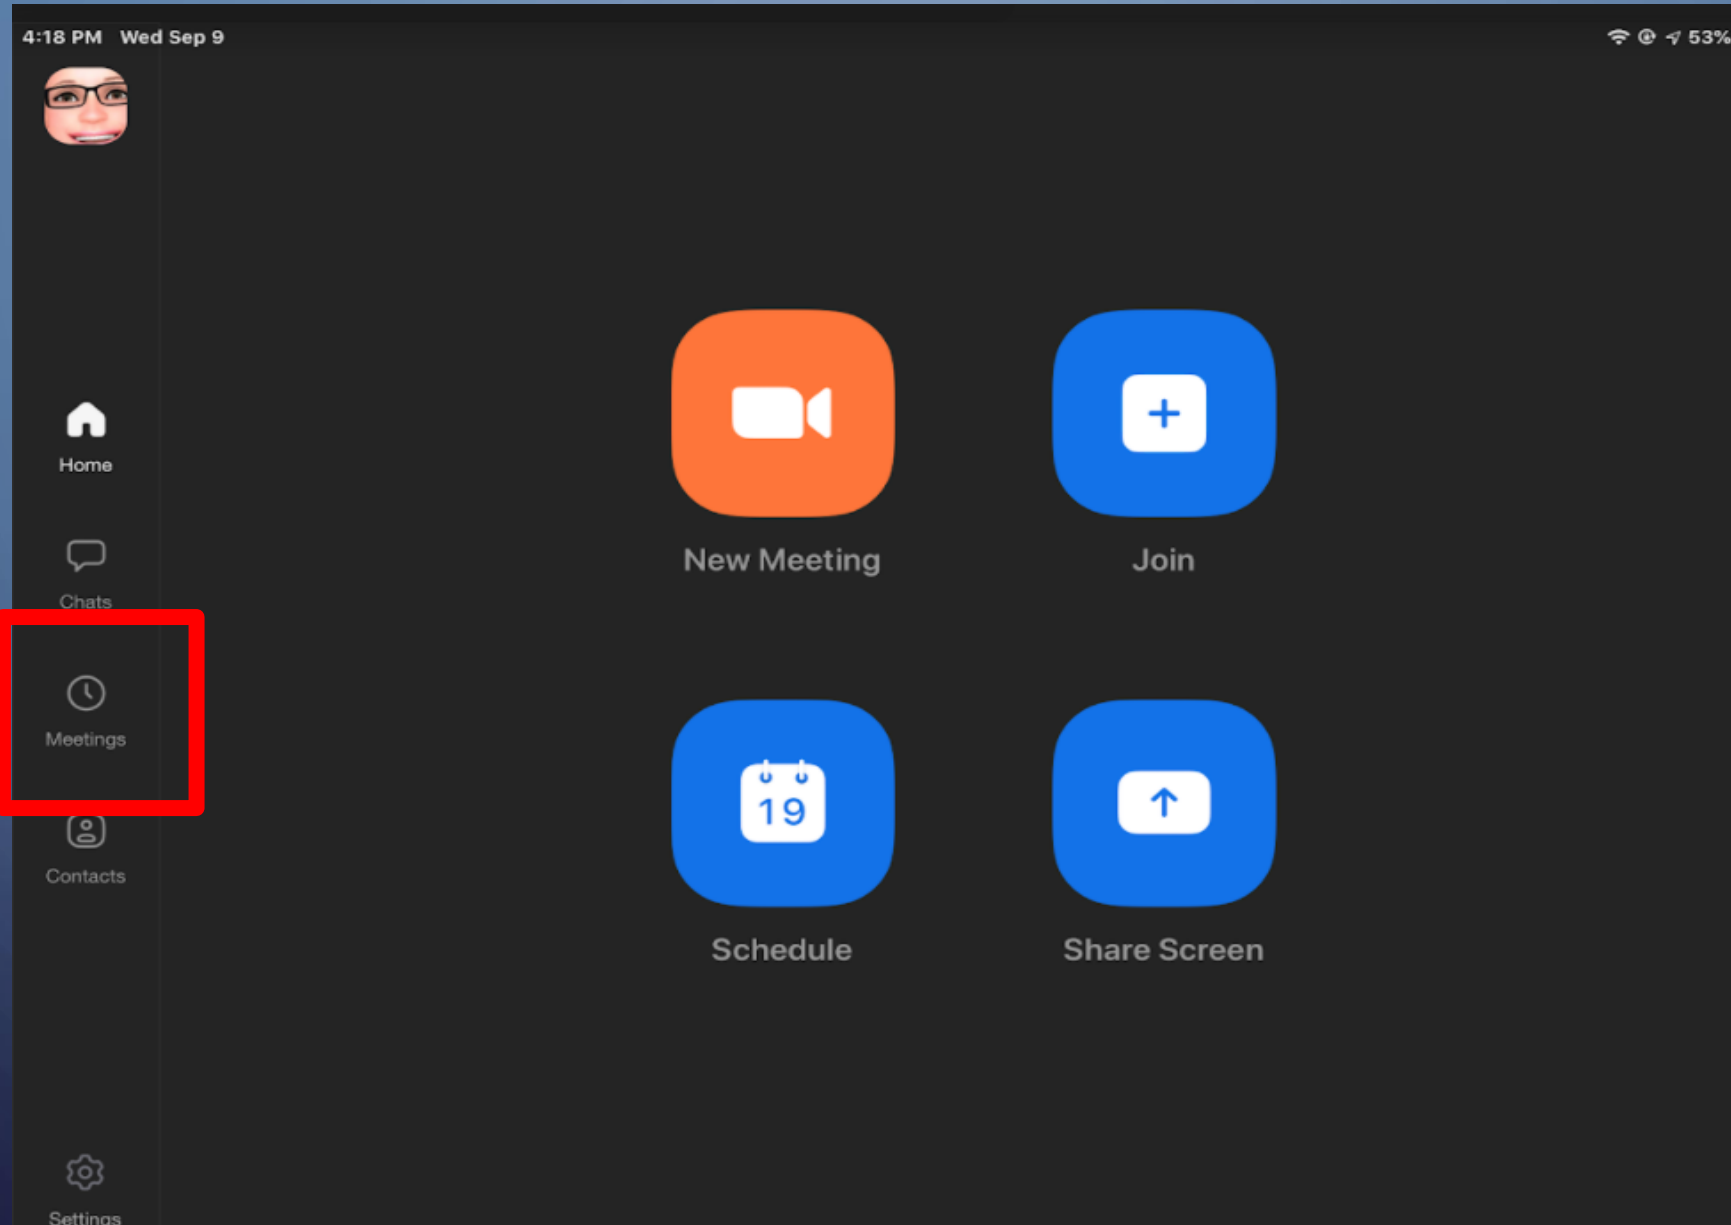 4:18 PM Wed Sep 9
53%
Home
Chats
Meetings
Contacts
Settings
New Meeting
Join
19
Schedule
Share Screen